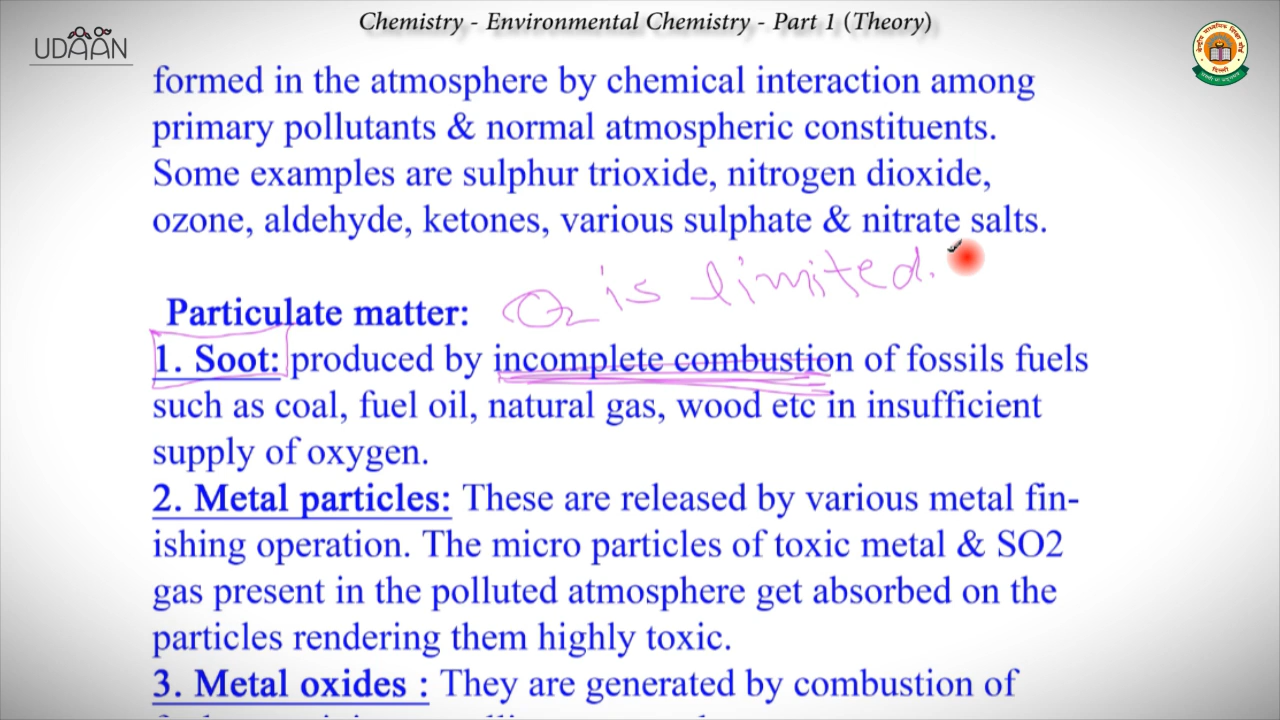 Chemistry - Environmental Chemistry - Part 1 (Theory)
UDAAN
formed in the atmosphere by chemical interaction among
primary pollutants & normal atmospheric constituents.
Some examples are sulphur trioxide, nitrogen dioxide,
ozone, aldehyde, ketones, various sulphate & nitrate salts.
O2 is limited.
Particulate matter:
1. Soot: produced by incomplete combustion of fossils fuels
such as coal, fuel oil, natural gas, wood etc in insufficient
supply of oxygen.
2. Metal particles: These are released by various metal fin-
ishing operation. The micro particles of toxic metal & SO2
gas present in the polluted atmosphere get absorbed on the
particles rendering them highly toxic.
3. Metal oxides : They are generated by combustion of